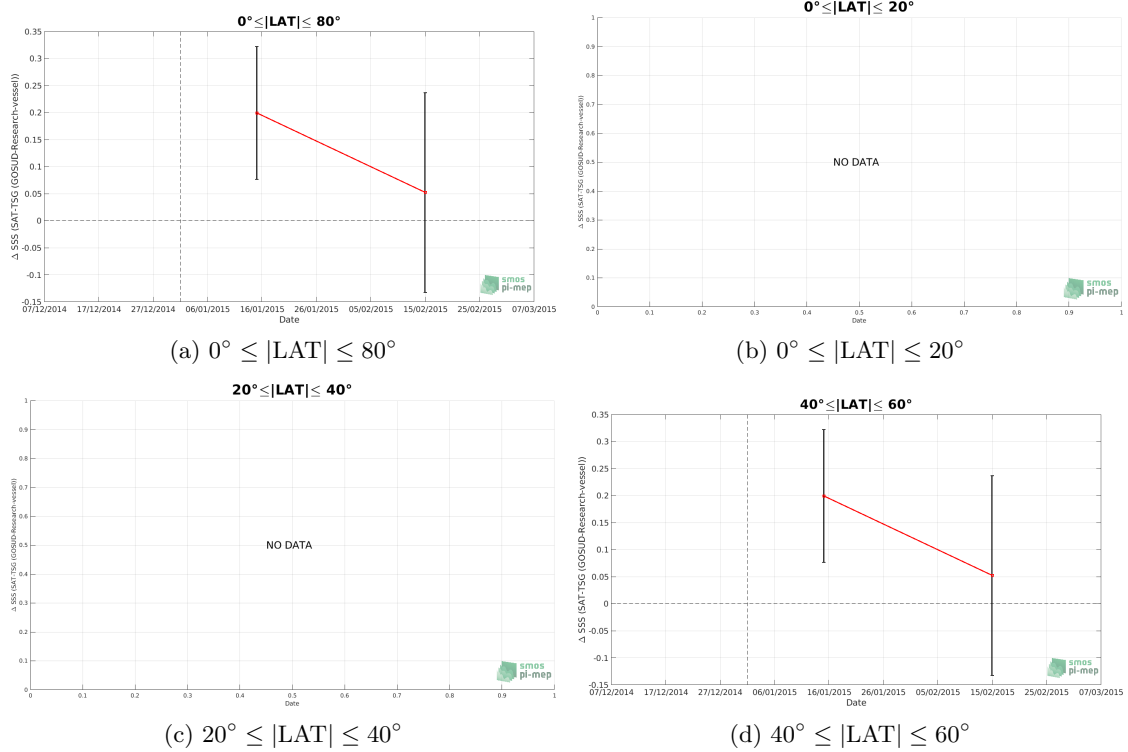 0°≤|LAT|≤ 80°
Δ SSS (SAT-TSG (GOSUD-Research-vessel))
0.35
0.3
0.25
0.2
0.15
0.1
0.05
0
-0.05
-0.1
-0.15
07/12/2014 17/12/2014 27/12/2014 06/01/2015 16/01/2015 26/01/2015 05/02/2015 15/02/2015 25/02/2015 07/03/2015
Date
smos
pi-mep
(a) 0° ≤ |LAT| ≤ 80°
0°≤|LAT|≤ 20°
Δ SSS (SAT-TSG (GOSUD-Research-vessel))
1
0.9
0.8
0.7
0.6
0.5
0.4
0.3
0.2
0.1
0
NO DATA
0 0.1 0.2 0.3 0.4 0.5 0.6 0.7 0.8 0.9 1
Date
smos
pi-mep
(b) 0° ≤ |LAT| ≤ 20°
20°≤|LAT|≤ 40°
Δ SSS (SAT-TSG (GOSUD-Research-vessel))
1
0.9
0.8
0.7
0.6
0.5
0.4
0.3
0.2
0.1
0
NO DATA
0 0.1 0.2 0.3 0.4 0.5 0.6 0.7 0.8 0.9 1
Date
smos
pi-mep
(c) 20° ≤ |LAT| ≤ 40°
40°≤|LAT|≤ 60°
Δ SSS (SAT-TSG (GOSUD-Research-vessel))
0.35
0.3
0.25
0.2
0.15
0.1
0.05
0
-0.05
-0.1
-0.15
07/12/2014 17/12/2014 27/12/2014 06/01/2015 16/01/2015 26/01/2015 05/02/2015 15/02/2015 25/02/2015 07/03/2015
Date
smos
pi-mep
(d) 40° ≤ |LAT| ≤ 60°